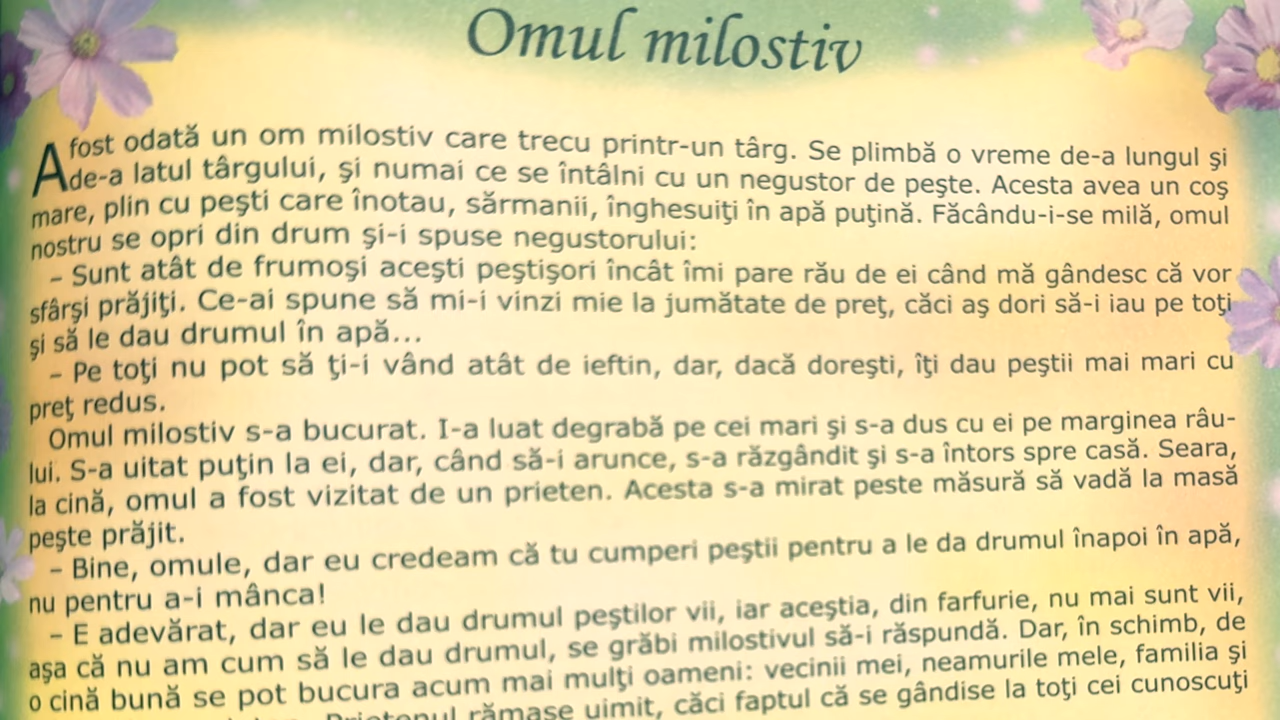 Omul milostiv
A fost odată un om milostiv care trecu printr-un târg. Se plimbă o vreme de-a lungul şi
de-a latul târgului, şi numai ce se întâlni cu un negustor de peşte. Acesta avea un coş
mare, plin cu peşti care înotau, sărmanii, înghesuiţi în apă puţină. Făcându-i-se milă, omul
nostru se opri din drum şi-i spuse negustorului:
– Sunt atât de frumoşi aceşti peştişori încât îmi pare rău de ei când mă gândesc că vor
sfârşi prăjiţi. Ce-ai spune să mi-i vinzi mie la jumătate de preţ, căci aş dori să-i iau pe toţi
şi să le dau drumul în apă...
– Pe toţi nu pot să ţi-i vând atât de ieftin, dar, dacă doreşti, îţi dau peştii mai mari cu
preţ redus.
Omul milostiv s-a bucurat. I-a luat degrabă pe cei mari şi s-a dus cu ei pe marginea râu-
lui. S-a uitat puţin la ei, dar, când să-i arunce, s-a răzgândit şi s-a întors spre casă. Seara,
la cină, omul a fost vizitat de un prieten. Acesta s-a mirat peste măsură să vadă la masă
peşte prăjit.
– Bine, omule, dar eu credeam că tu cumperi peştii pentru a le da drumul înapoi în apă,
nu pentru a-i mânca!
– E adevărat, dar eu le dau drumul peştilor vii, iar aceştia, din farfurie, nu mai sunt vii,
aşa că nu am cum să le dau drumul, se grăbi milostivul să-i răspundă. Dar, în schimb, de
o cină bună se pot bucura acum mai mulţi oameni: vecinii mei, neamurile mele, familia şi
Prietenul rămase uimit, căci faptul că se gândise la toţi cei cunoscuţi